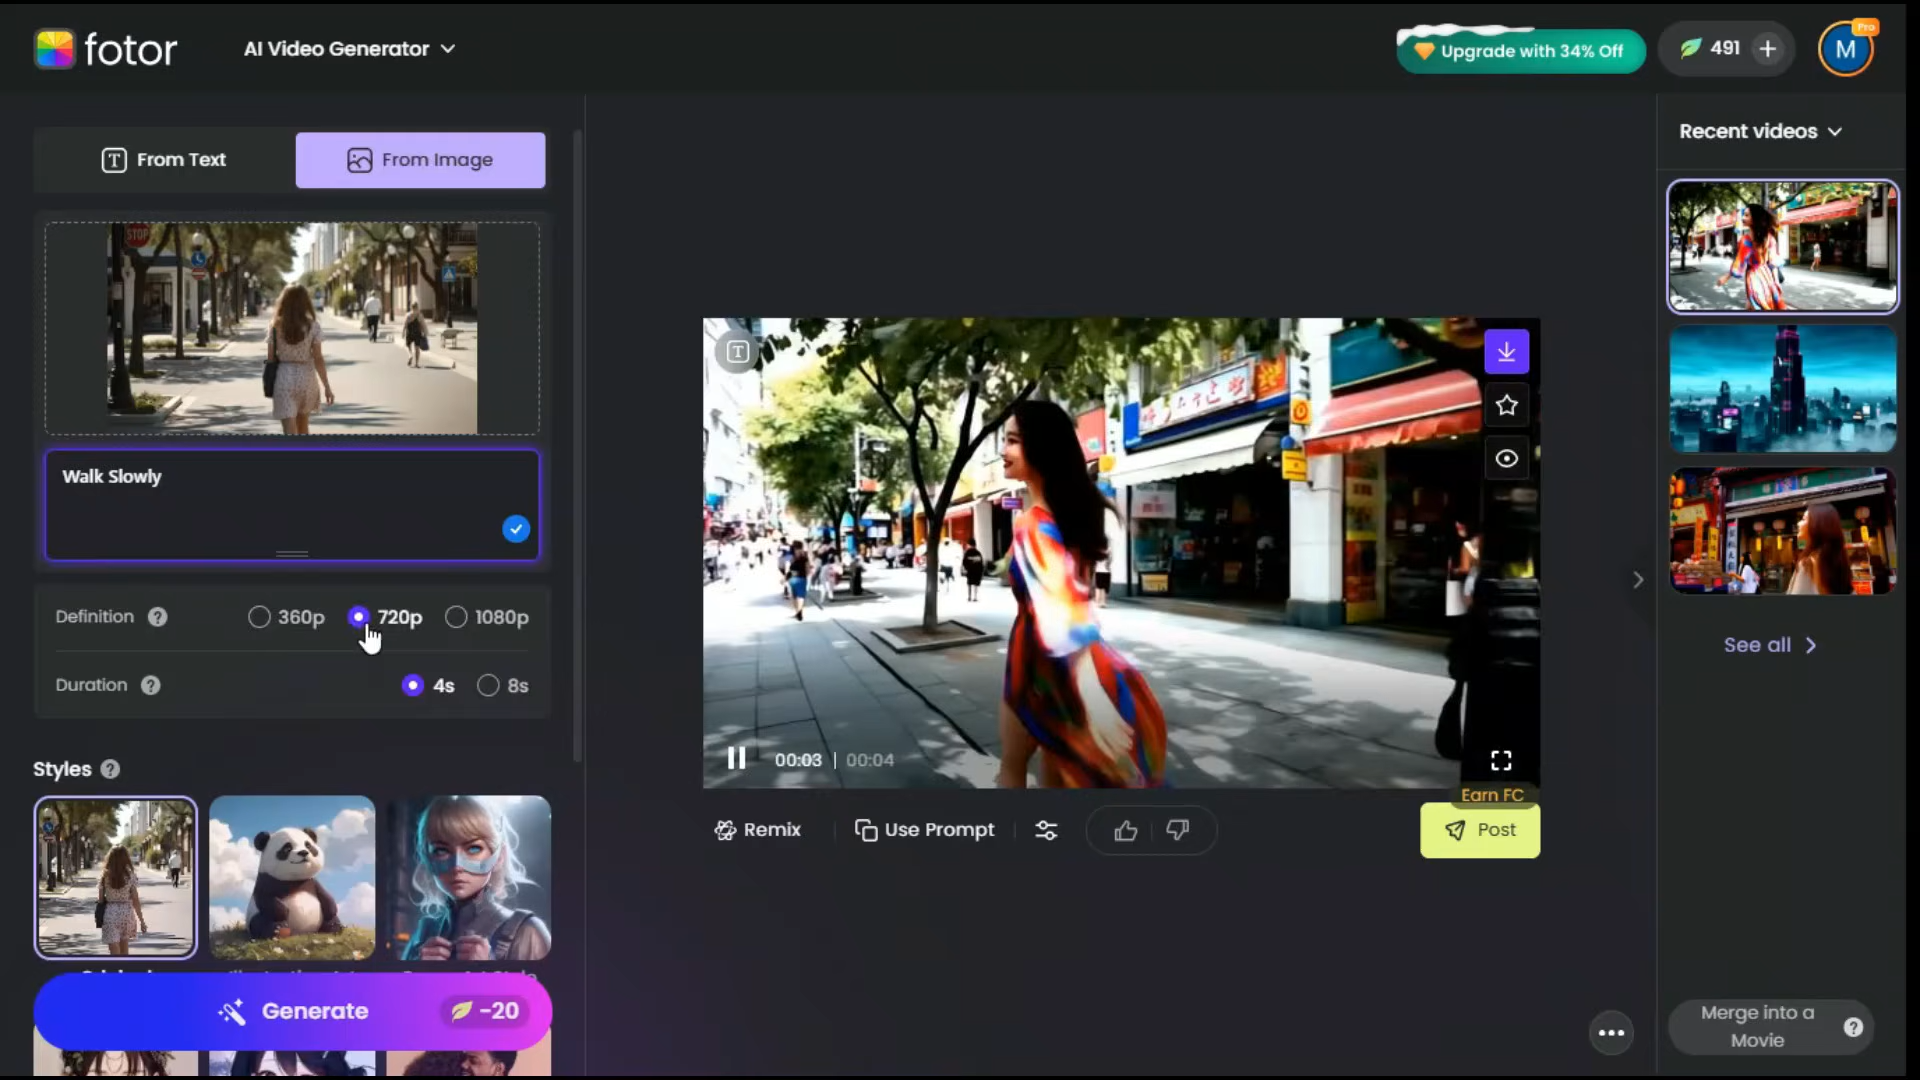 fotor
AI Video Generator
Upgrade with 34% Off
491
+
Pro
M
T From Text
From Image
STOP
Walk Slowly
Definition ?
360p
720p
1080p
Duration ?
4s
8s
Styles ?
Generate
-20
T
00:03 | 00:04
Earn FC
Remix
Use Prompt
Post
Recent videos
See all
Merge into a
Movie
?